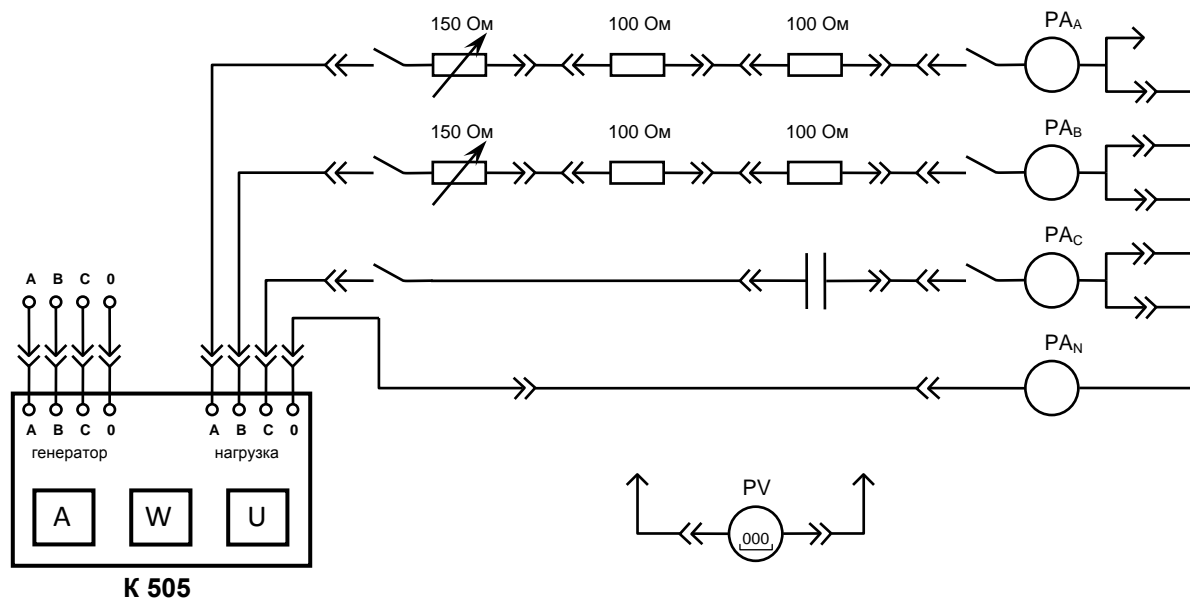 150 Ом 100 Ом 100 Ом PAA
150 Ом 100 Ом 100 Ом PAB
PAC
A B C 0
PAN
A B C 0 A B C 0
генератор нагрузка
A W U
PV
000
К 505